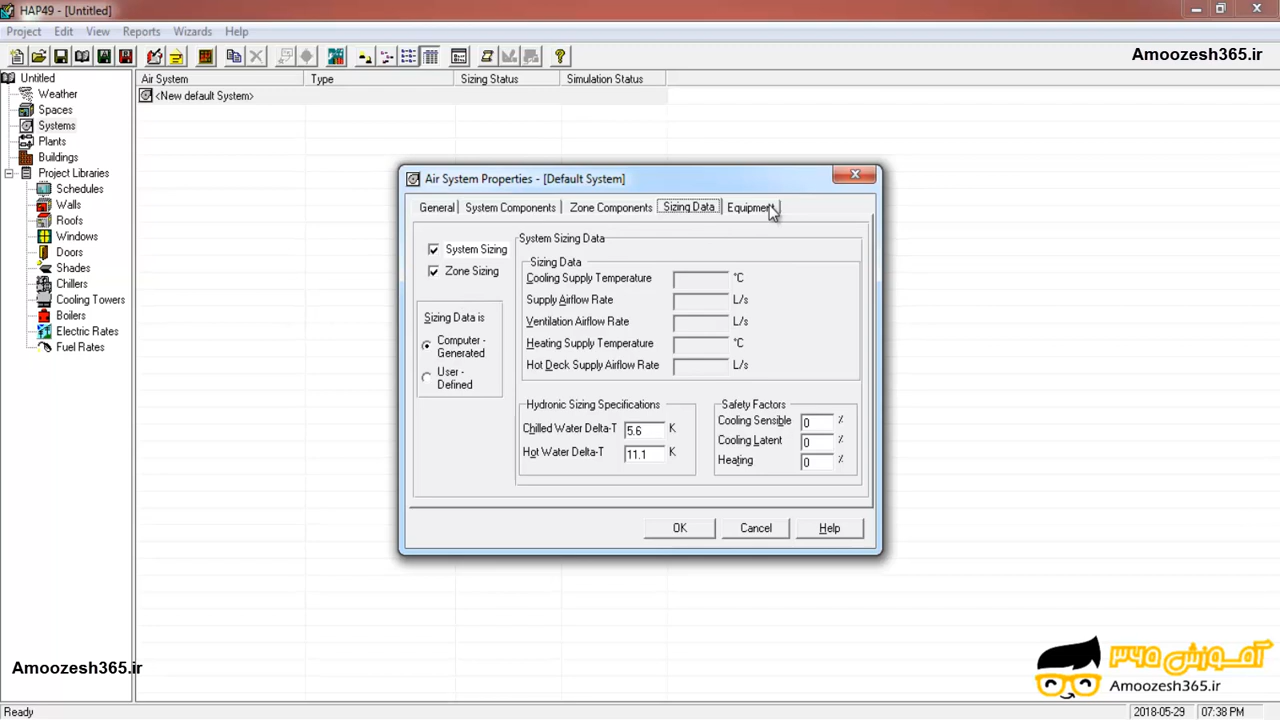 HAP49 - [Untitled]
Project Edit View Reports Wizards Help
Amoozesh365.ir
Untitled
Weather
Spaces
Systems
Plants
Buildings
Project Libraries
Schedules
Walls
Roofs
Windows
Doors
Shades
Chillers
Cooling Towers
Boilers
Electric Rates
Fuel Rates
Air System Type Sizing Status Simulation Status
<New default System>
Air System Properties - [Default System]
General System Components Zone Components Sizing Data Equipment
System Sizing
Zone Sizing
Sizing Data is
Computer -
Generated
User -
Defined
System Sizing Data
Sizing Data
Cooling Supply Temperature °C
Supply Airflow Rate L/s
Ventilation Airflow Rate L/s
Heating Supply Temperature °C
Hot Deck Supply Airflow Rate L/s
Hydronic Sizing Specifications
Chilled Water Delta-T 5.6 K
Hot Water Delta-T 11.1 K
Safety Factors
Cooling Sensible 0 %
Cooling Latent 0 %
Heating 0 %
OK Cancel Help
Amoozesh365.ir
آموزش ۳۶۵
Amoozesh365.ir
Ready 2018-05-29 07:38 PM